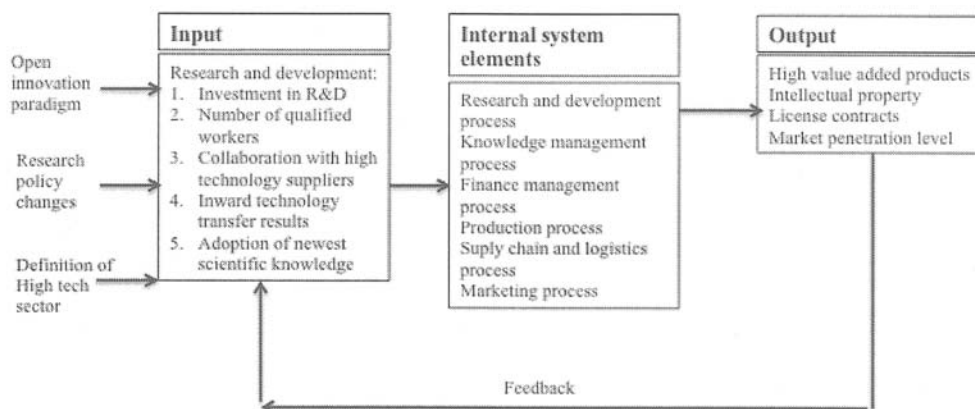 Open
innovation
paradigm
Research
policy
changes
Definition of
High tech
sector
Input
Research and development:
1. Investment in R&D
2. Number of qualified
workers
3. Collaboration with high
technology suppliers
4. Inward technology
transfer results
5. Adoption of newest
scientific knowledge
Internal system
elements
Research and development
process
Knowledge management
process
Finance management
process
Production process
Suply chain and logistics
process
Marketing process
Output
High value added products
Intellectual property
License contracts
Market penetration level
Feedback